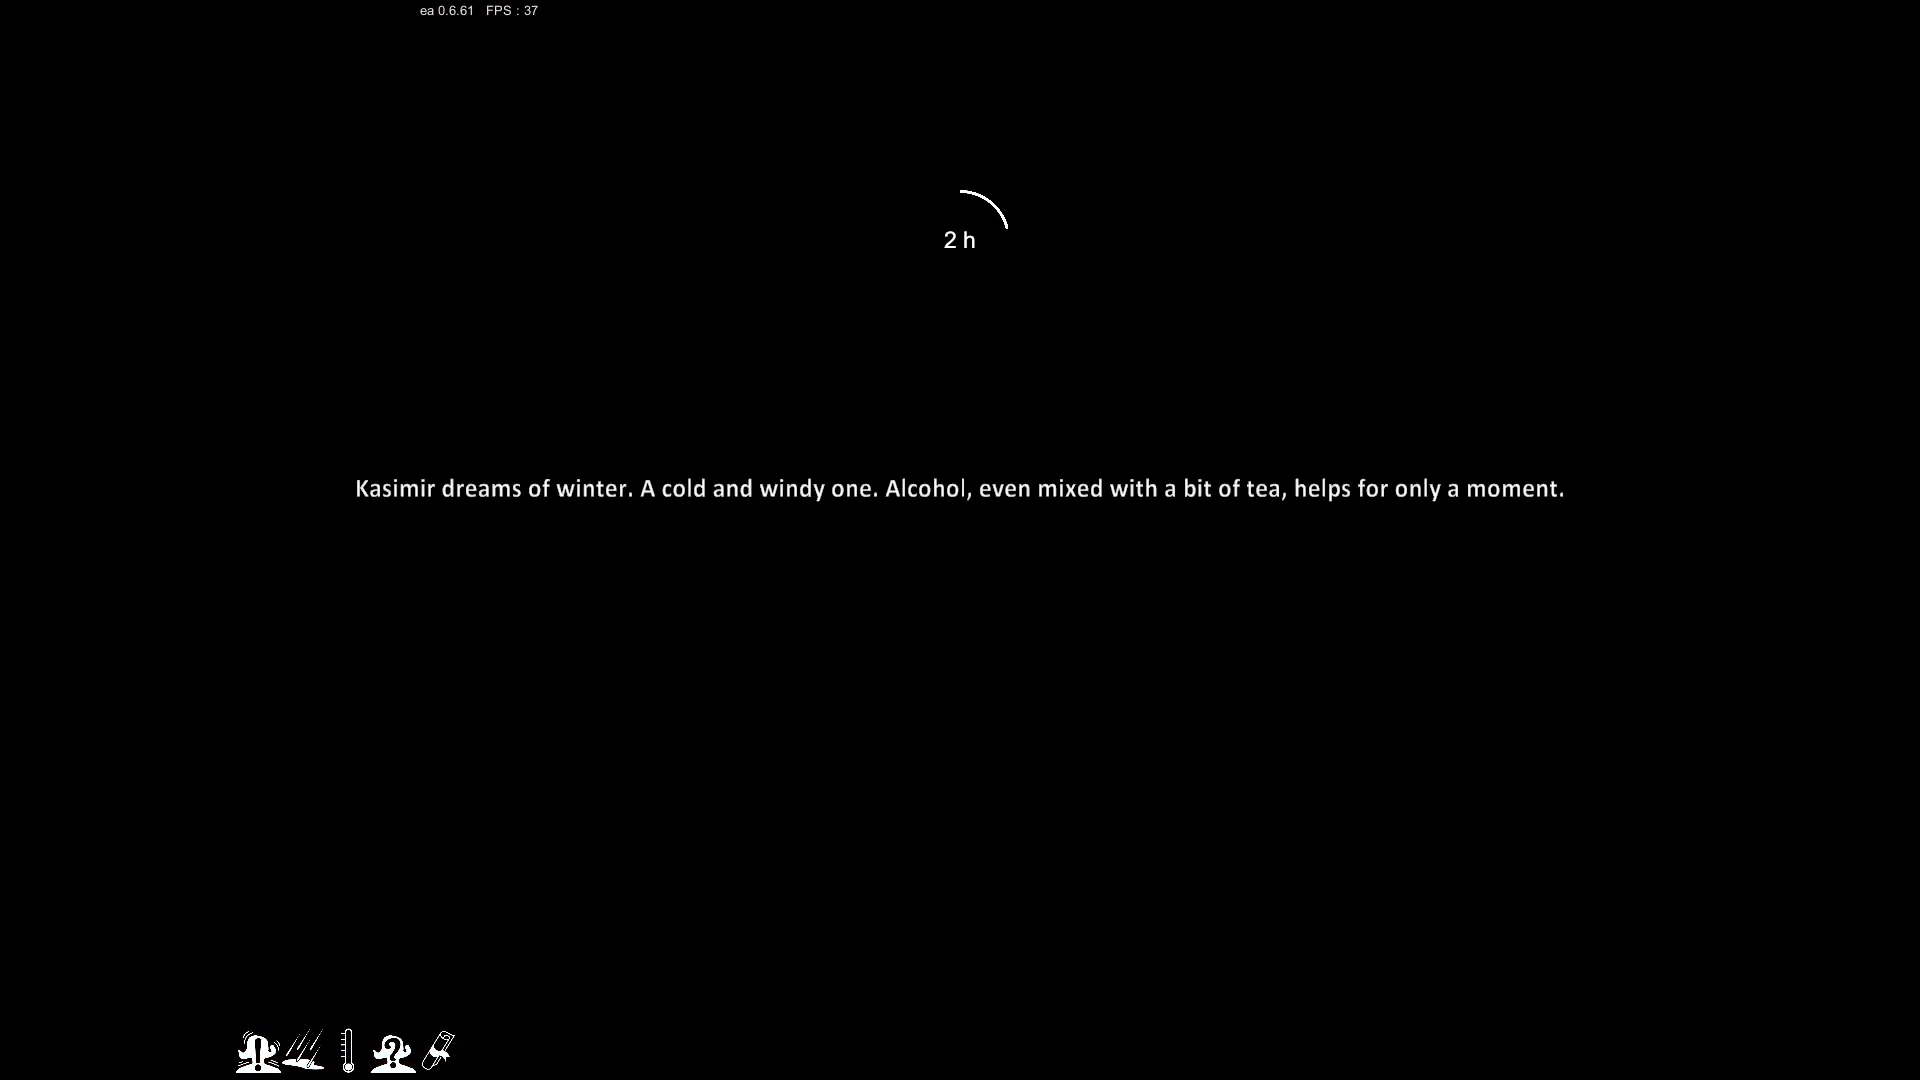 ea 0.6.61 FPS : 37
2 h
Kasimir dreams of winter. A cold and windy one. Alcohol, even mixed with a bit of tea, helps for only a moment.